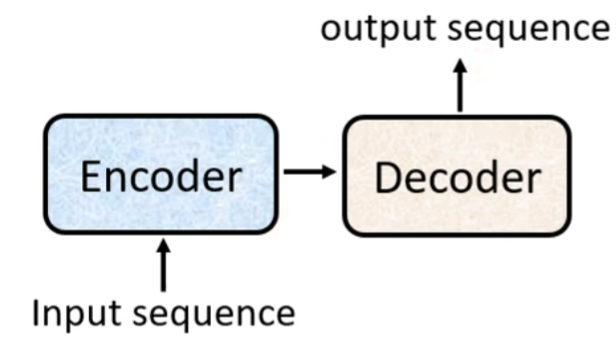 output sequence
Encoder
Decoder
Input sequence